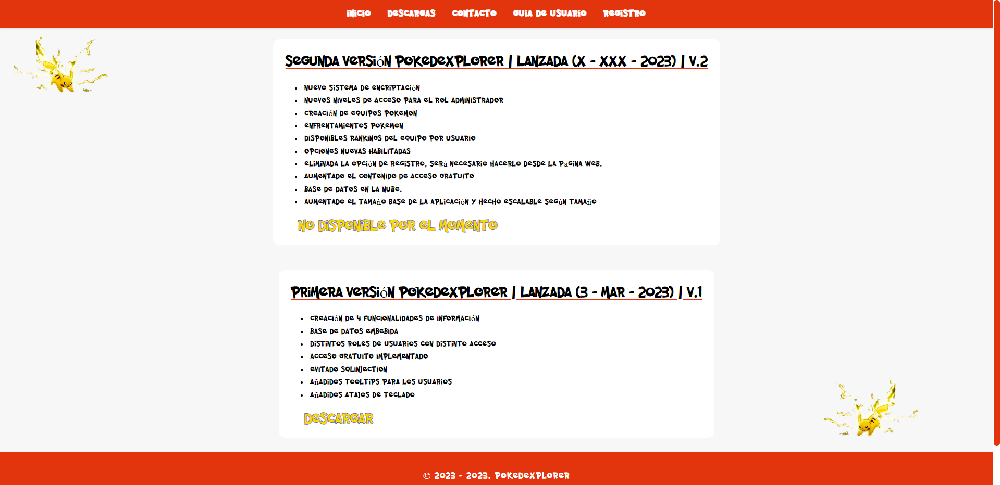 INICIO DESCARGAS CONTACTO GUIA DE USUARIO REGISTRO
SEGUNDA VERSIÓN POKEDEXPLORER | LANZADA (X - XXX - 2023) | V.2
NUEVO SISTEMA DE ENCRIPTACIÓN
NUEVOS NIVELES DE ACCESO PARA EL ROL ADMINISTRADOR
CREACIÓN DE EQUIPOS POKEMON
ENFRENTAMIENTOS POKEMON
DISPONIBLES RANKINGS DEL EQUIPO POR USUARIO
OPCIONES NUEVAS HABILITADAS
ELIMINADA LA OPCIÓN DE REGISTRO, SERÁ NECESARIO HACERLO DESDE LA PÁGINA WEB.
AUMENTADO EL CONTENIDO DE ACCESO GRATUITO
BASE DE DATOS EN LA NUBE.
AUMENTADO EL TAMAÑO BASE DE LA APLICACIÓN Y HECHO ESCALABLE SEGÚN TAMAÑO
NO DISPONIBLE POR EL MOMENTO
PRIMERA VERSIÓN POKEDEXPLORER | LANZADA (3 - MAR - 2023) | V.1
CREACIÓN DE 4 FUNCIONALIDADES DE INFORMACIÓN
BASE DE DATOS EMBEBIDA
DISTINTOS ROLES DE USUARIOS CON DISTINTO ACCESO
ACCESO GRATUITO IMPLEMENTADO
EVITADO SQLINJECTION
AÑADIDOS TOOLTIPS PARA LOS USUARIOS
AÑADIDOS ATAJOS DE TECLADO
DESCARGAR
© 2023 - 2023. POKEDEXPLORER